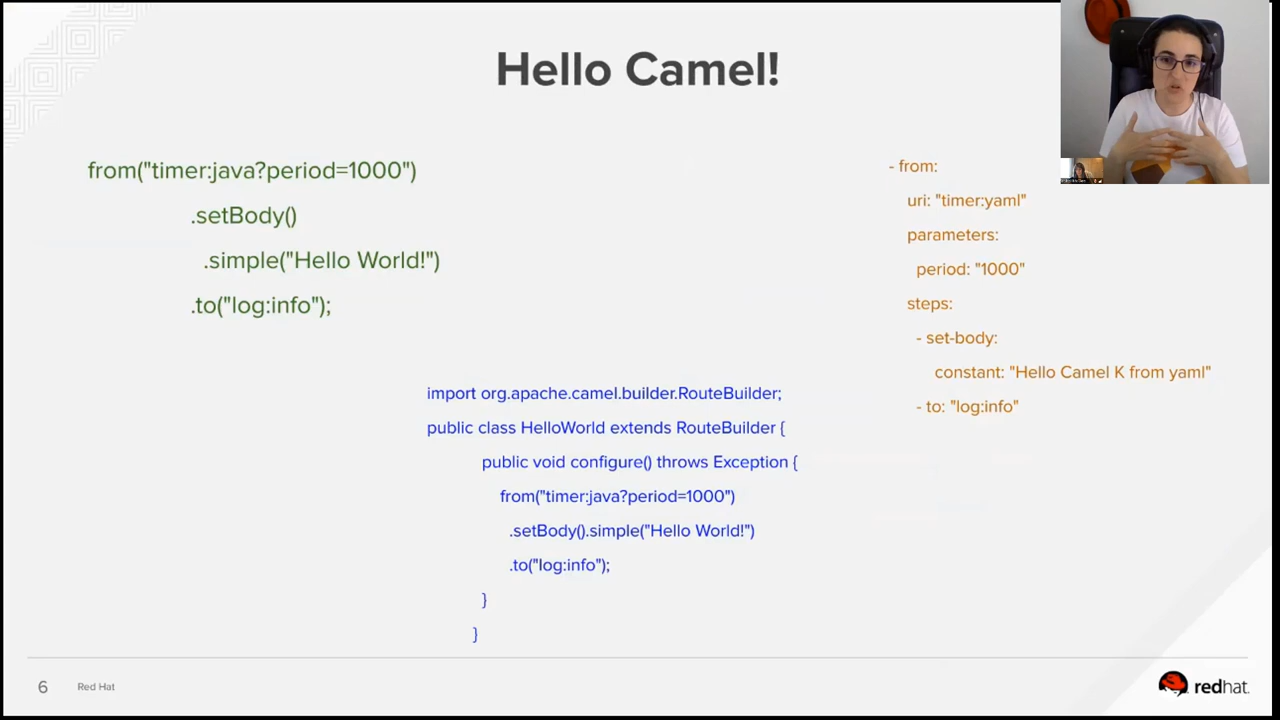 Hello Camel!
from("timer:java?period=1000")
.setBody()
.simple("Hello World!")
.to("log:info");
import org.apache.camel.builder.RouteBuilder;
public class HelloWorld extends RouteBuilder {
public void configure() throws Exception {
from("timer:java?period=1000")
.setBody().simple("Hello World!")
.to("log:info");
}
}
- from:
uri: "timer:yaml"
parameters:
period: "1000"
steps:
- set-body:
constant: "Hello Camel K from yaml"
- to: "log:info"
6
Red Hat
redhat.